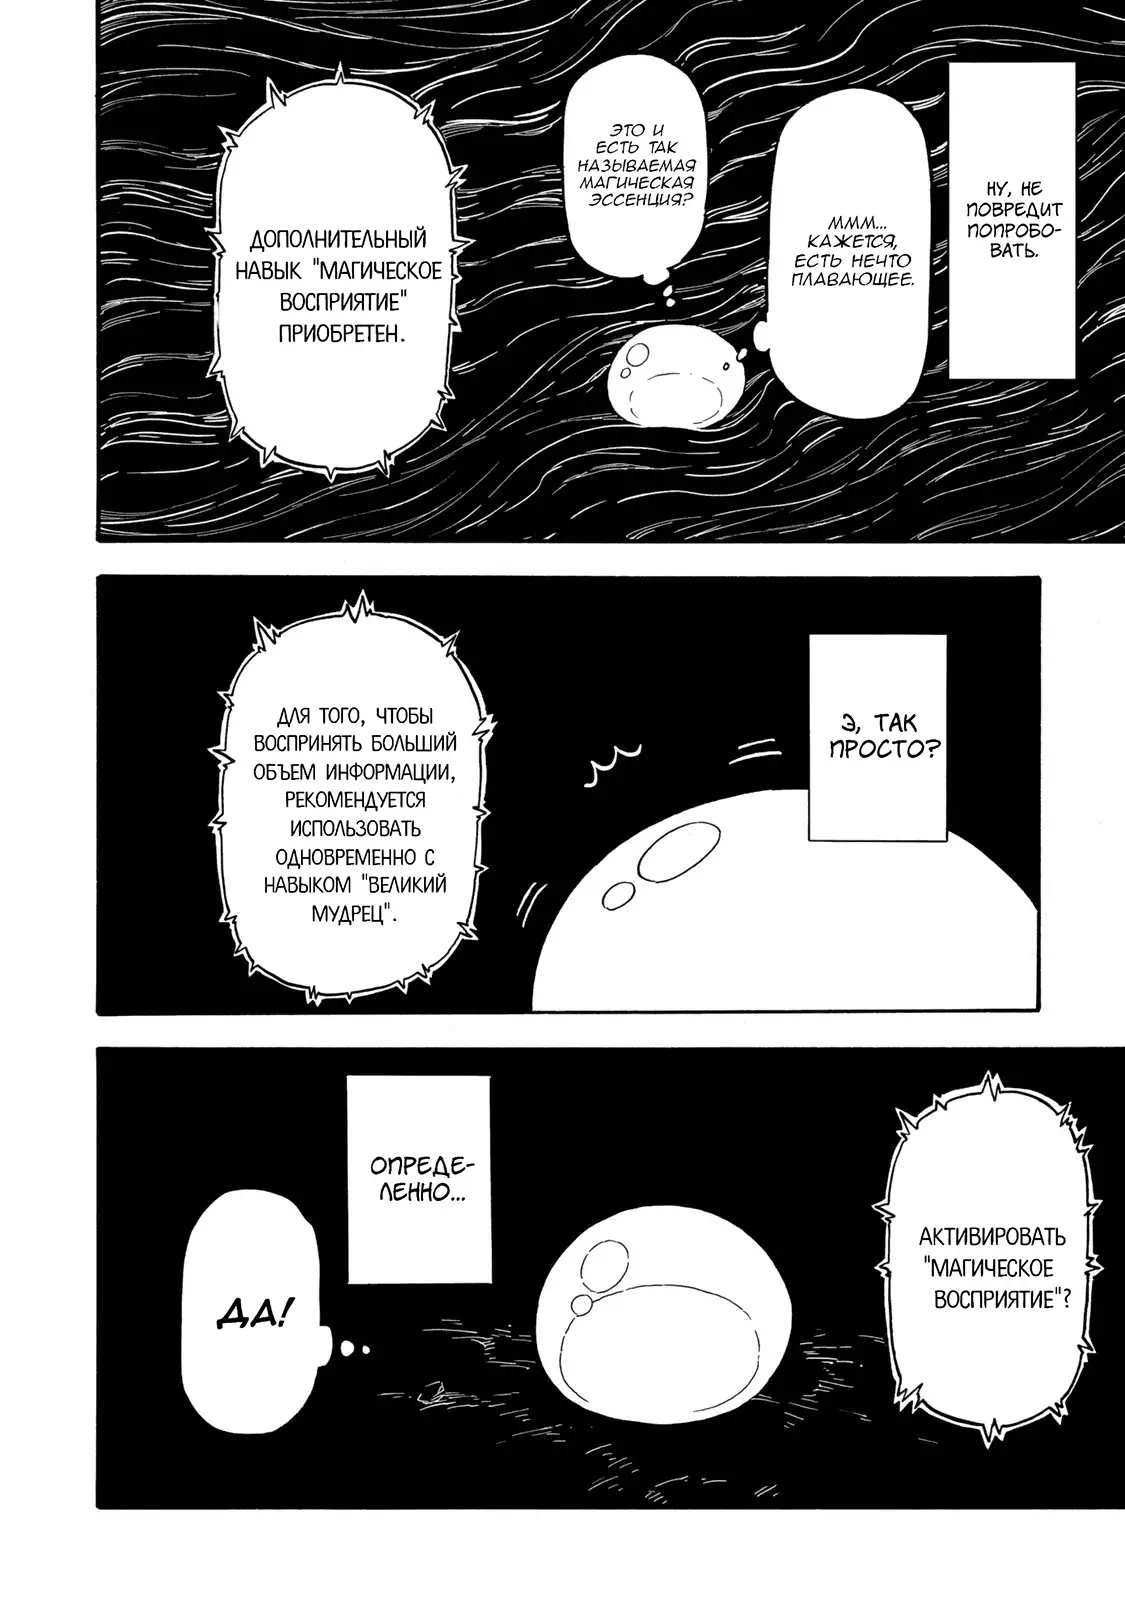 НУ, НЕ
ПОВРЕДИТ
ПОПРОБО-
ВАТЬ.
МММ...
КАЖЕТСЯ,
ЕСТЬ НЕЧТО
ПЛАВАЮЩЕЕ.
ЭТО И
ЕСТЬ ТАК
НАЗЫВАЕМАЯ
МАГИЧЕСКАЯ
ЭССЕНЦИЯ?
ДОПОЛНИТЕЛЬНЫЙ
НАВЫК "МАГИЧЕСКОЕ
ВОСПРИЯТИЕ"
ПРИОБРЕТЕН.
Э, ТАК
ПРОСТО?
ДЛЯ ТОГО, ЧТОБЫ
ВОСПРИНЯТЬ БОЛЬШИЙ
ОБЪЕМ ИНФОРМАЦИИ,
РЕКОМЕНДУЕТСЯ
ИСПОЛЬЗОВАТЬ
ОДНОВРЕМЕННО С
НАВЫКОМ "ВЕЛИКИЙ
МУДРЕЦ".
АКТИВИРОВАТЬ
"МАГИЧЕСКОЕ
ВОСПРИЯТИЕ"?
ОПРЕДЕ-
ЛЕННО...
ДА!